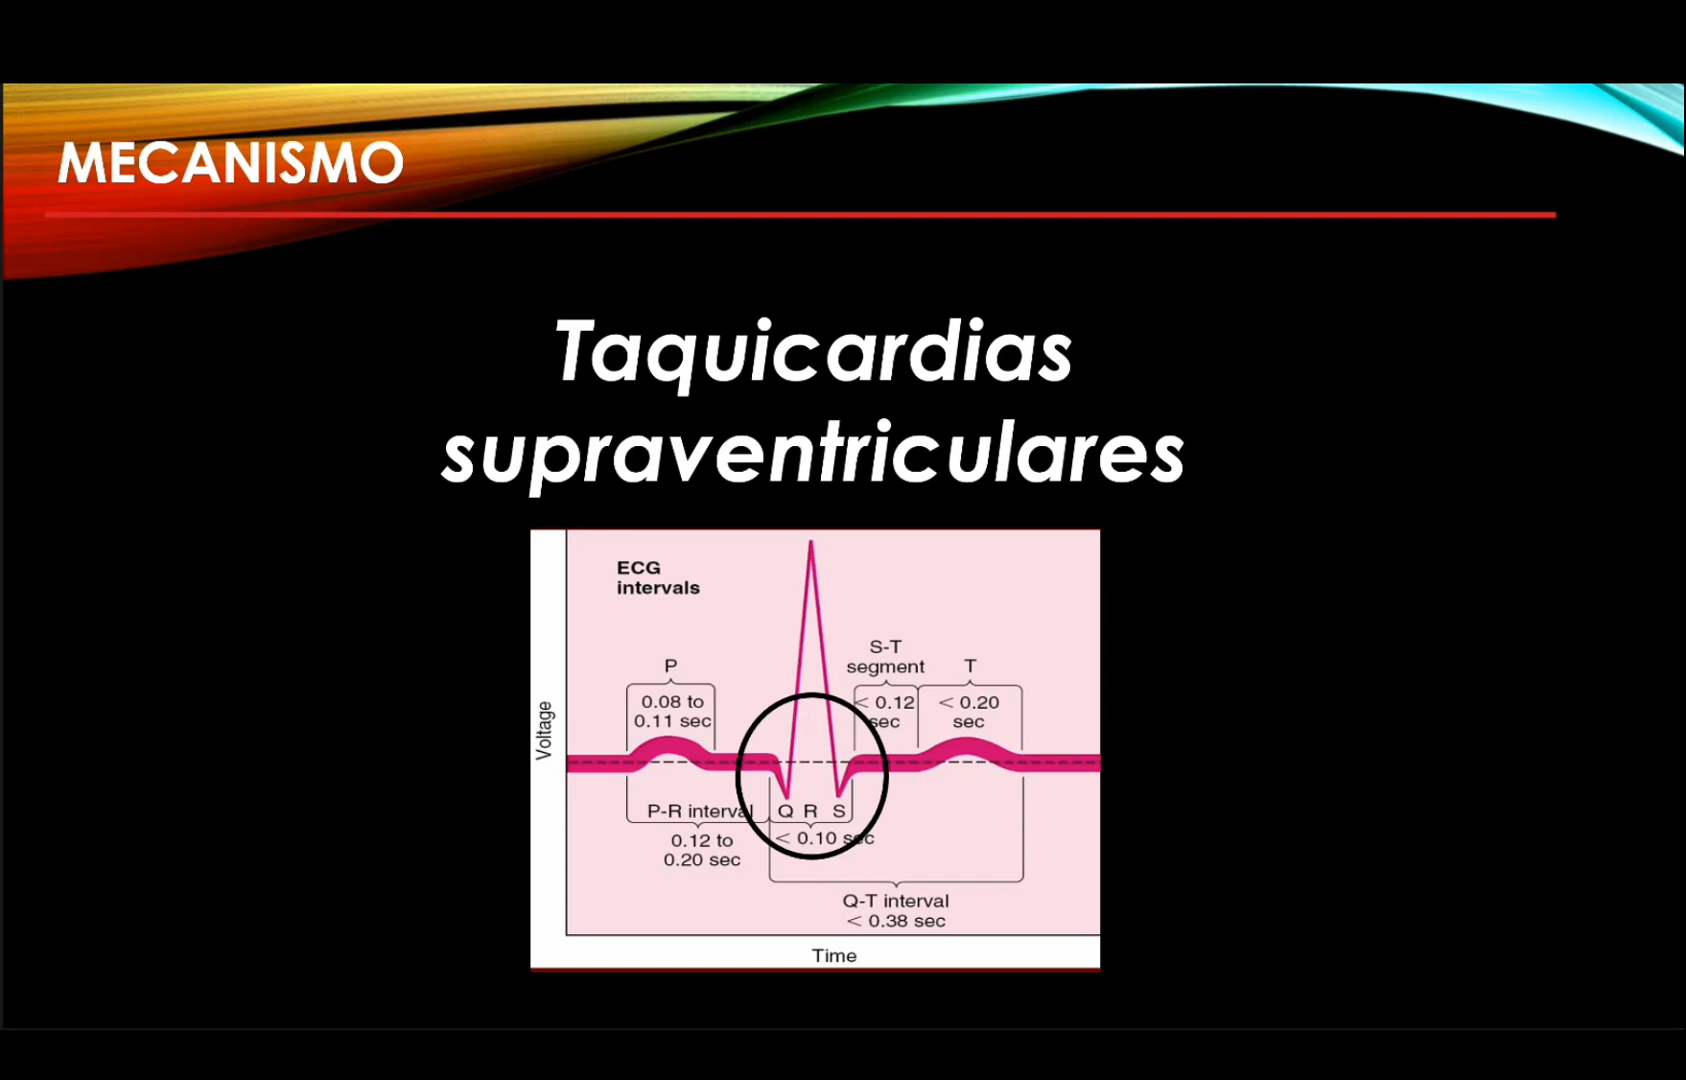 MECANISMO
Taquicardias
supraventriculares
ECG
intervals
S-T
segment
P
T
0.08 to
0.11 sec
< 0.12
sec
< 0.20
sec
Voltage
P-R interval
Q R S
0.12 to
0.20 sec
< 0.10 sec
Q-T interval
< 0.38 sec
Time